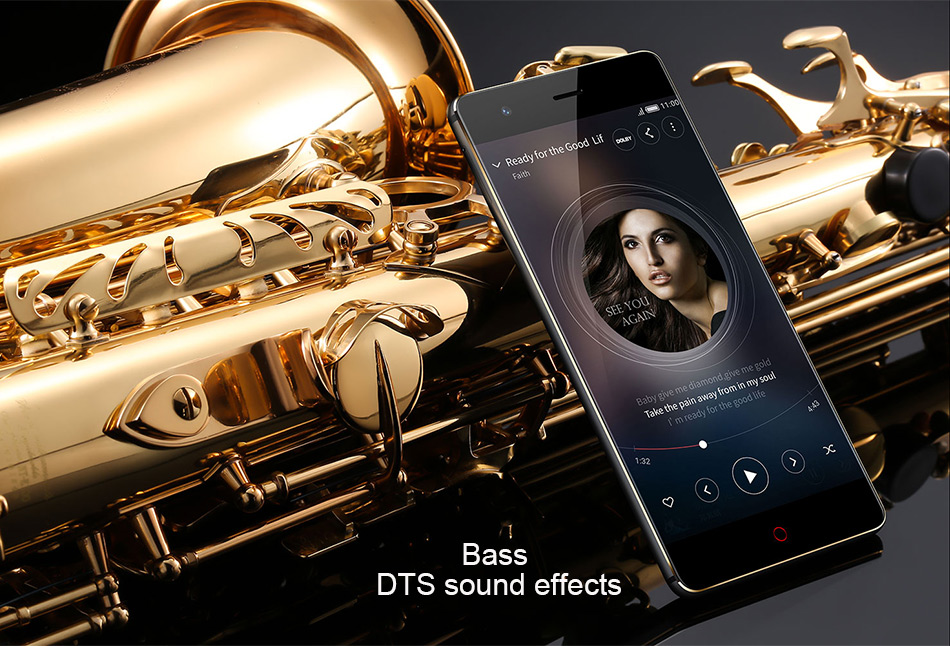 11:00
Ready for the Good Lif
DOLBY
Faith
SEE YOU
AGAIN
Baby give me diamond,give me gold
Take the pain away from in my soul
I' m ready for the good life
1:32
4:43
Bass
DTS sound effects